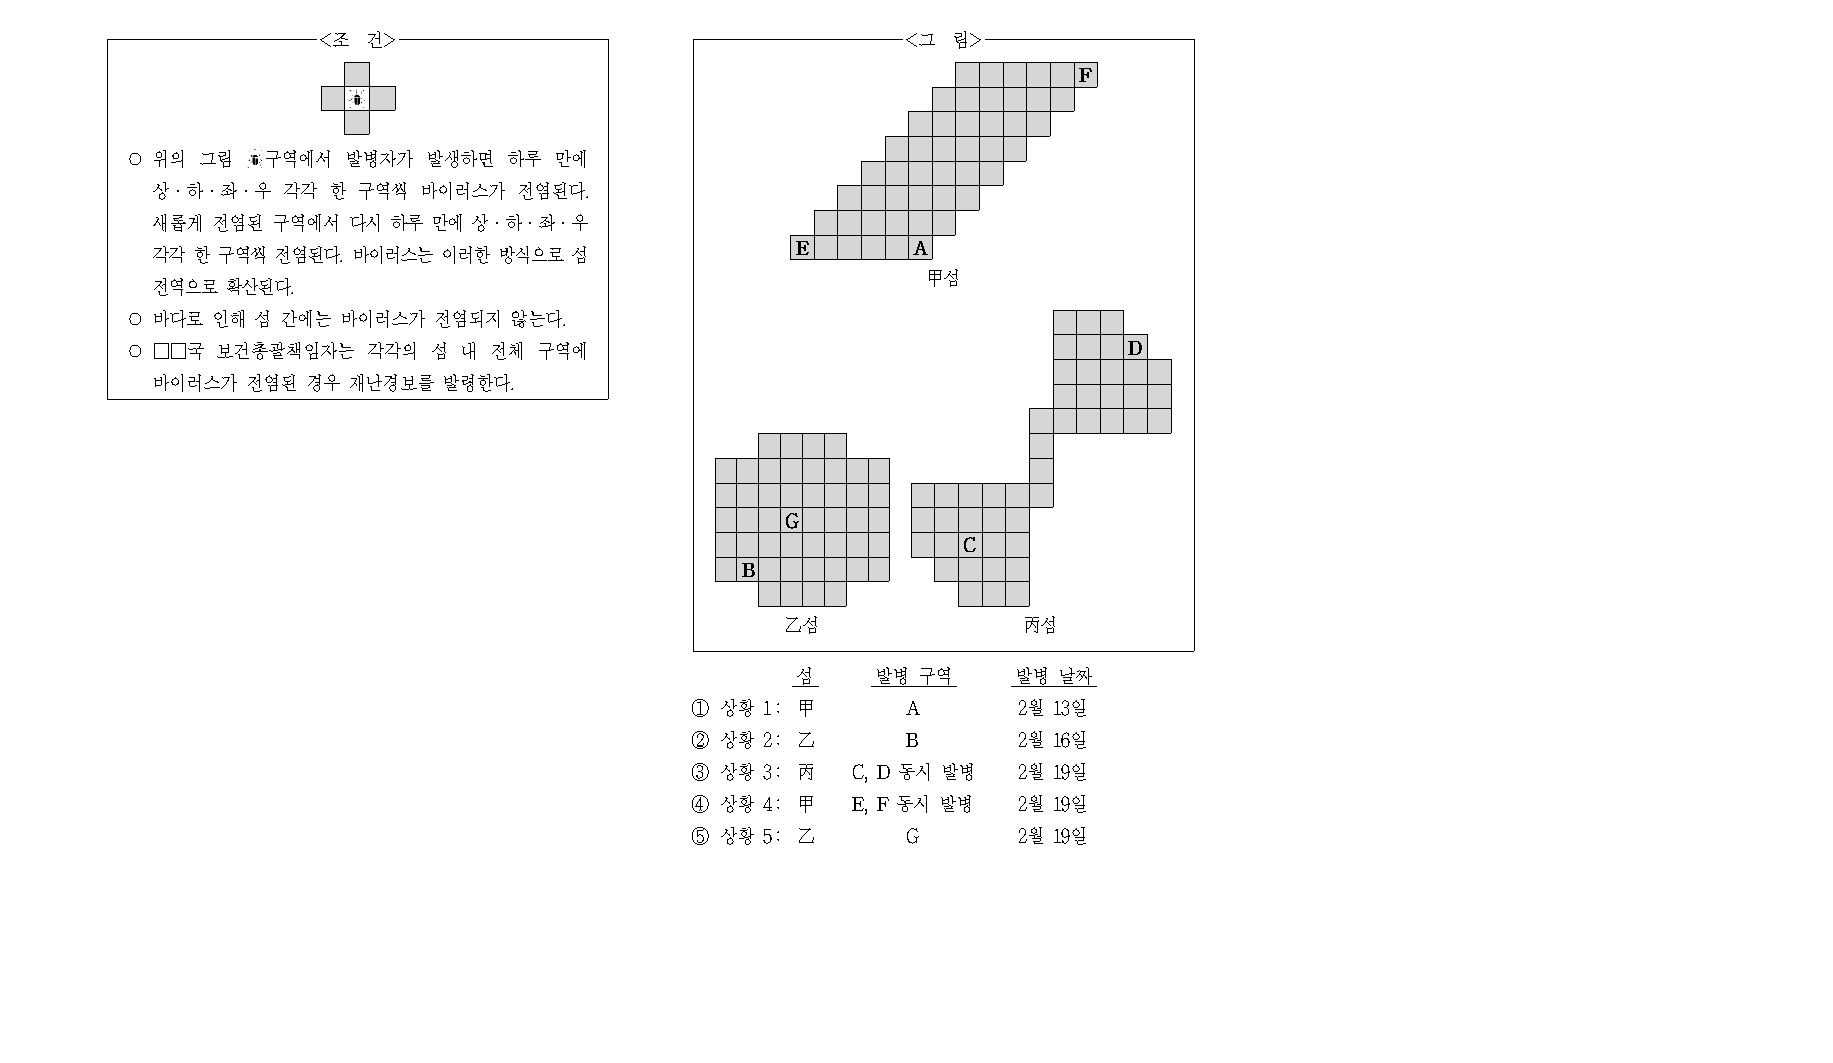 <조 건>
○ 위의 그림 구역에서 발병자가 발생하면 하루 만에
상·하·좌·우 각각 한 구역씩 바이러스가 전염된다.
새롭게 전염된 구역에서 다시 하루 만에 상·하·좌·우
각각 한 구역씩 전염된다. 바이러스는 이러한 방식으로 섬
전역으로 확산된다.
○ 바다로 인해 섬 간에는 바이러스가 전염되지 않는다.
○ □□국 보건총괄책임자는 각각의 섬 내 전체 구역에
바이러스가 전염된 경우 재난경보를 발령한다.
<그 림>
F
E A
甲섬
D
G
C
B
乙섬 丙섬
섬 발병 구역 발병 날짜
① 상황 1: 甲 A 2월 13일
② 상황 2: 乙 B 2월 16일
③ 상황 3: 丙 C, D 동시 발병 2월 19일
④ 상황 4: 甲 E, F 동시 발병 2월 19일
⑤ 상황 5: 乙 G 2월 19일